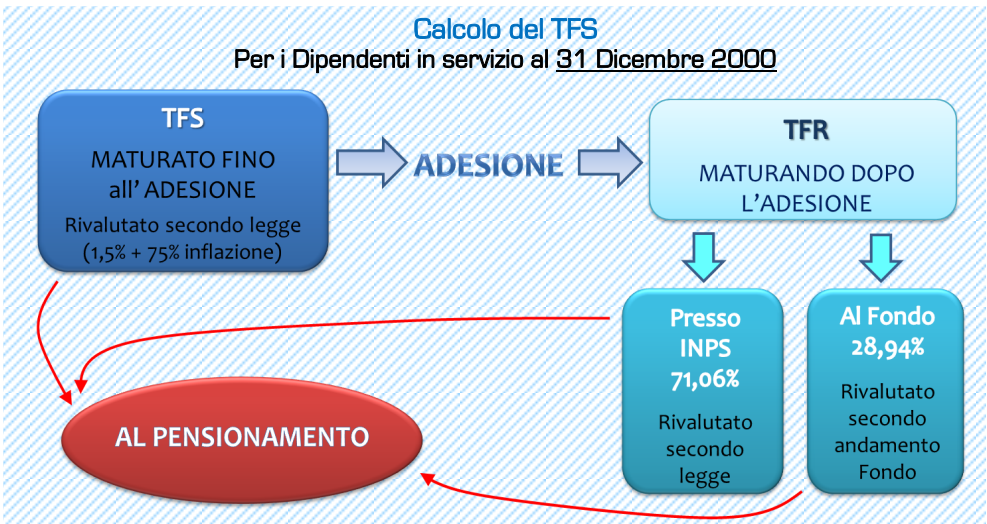 Calcolo del TFS
Per i Dipendenti in servizio al 31 Dicembre 2000
TFS
MATURATO FINO
all' ADESIONE
Rivalutato secondo legge
(1,5% + 75% inflazione)
ADESIONE
TFR
MATURANDO DOPO
L'ADESIONE
Presso
INPS
71,06%
Rivalutato
secondo
legge
Al Fondo
28,94%
Rivalutato
secondo
andamento
Fondo
AL PENSIONAMENTO